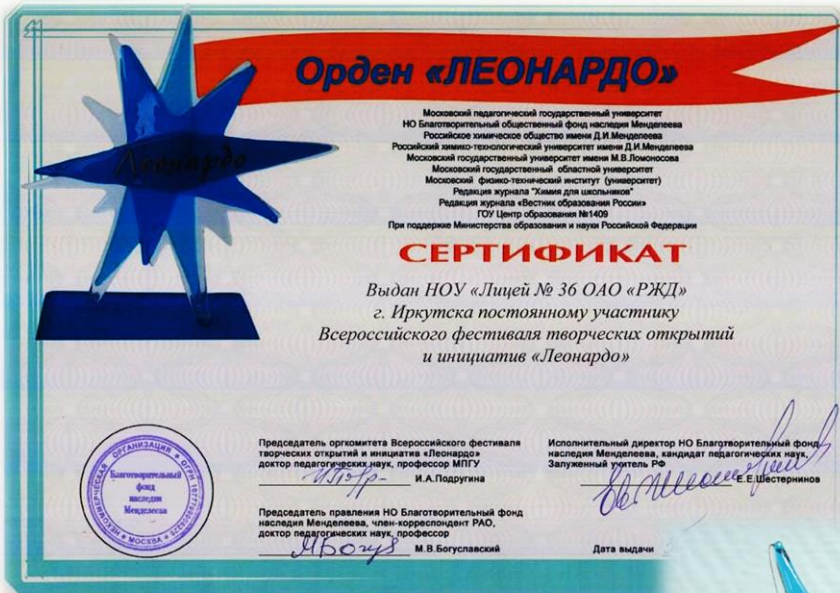 Орден «ЛЕОНАРДО»
Леонардо
Московский педагогический государственный университет
НО Благотворительный общественный фонд наследия Менделеева
Российское химическое общество имени Д.И.Менделеева
Российский химико-технологический университет имени Д.И.Менделеева
Московский государственный университет имени М.В.Ломоносова
Московский государственный областной университет
Московский физико-технический институт (университет)
Редакция журнала "Химия для школьников"
Редакция журнала «Вестник образования России»
ГОУ Центр образования №1409
При поддержке Министерства образования и науки Российской Федерации
СЕРТИФИКАТ
Выдан НОУ «Лицей № 36 ОАО «РЖД»
г. Иркутска постоянному участнику
Всероссийского фестиваля творческих открытий
и инициатив «Леонардо»
Председатель оргкомитета Всероссийского фестиваля
творческих открытий и инициатив «Леонардо»
доктор педагогических наук, профессор МПГУ
И.А.Подругина
Исполнительный директор НО Благотворительный фонд
наследия Менделеева, кандидат педагогических наук,
Залуженный учитель РФ
Е.Е.Шестернинов
Председатель правления НО Благотворительный фонд
наследия Менделеева, член-корреспондент РАО,
доктор педагогических наук, профессор
М.В.Богуславский
Дата выдачи
НЕКОММЕРЧЕСКАЯ ОРГАНИЗАЦИЯ
МОСКВА
Благотворительный
фонд
наследия
Менделеева